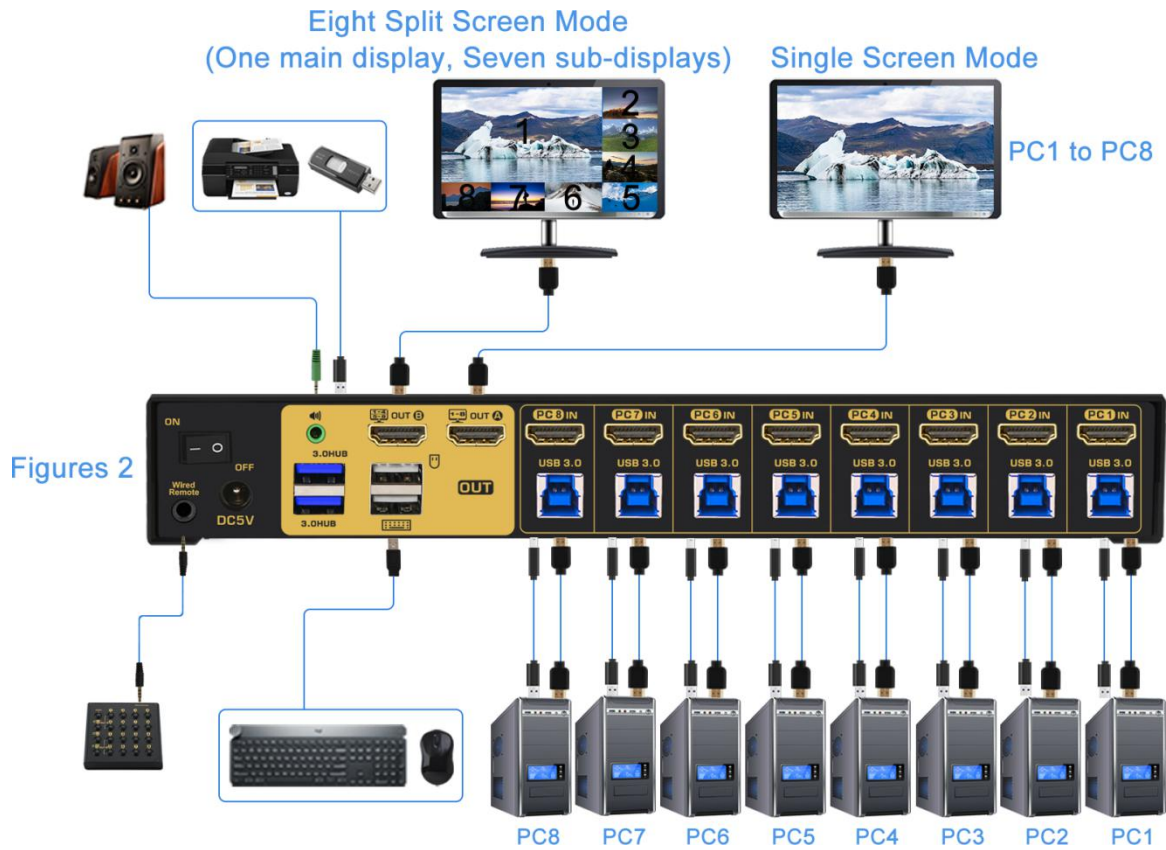 Eight Split Screen Mode
(One main display, Seven sub-displays)
Single Screen Mode
1
2
3
4
8
7
6
5
PC1 to PC8
Figures 2
ON
OFF
Wired
Remote
DC5V
3.0HUB
3.0HUB
OUT B
1-8 OUT A
OUT
PC 8 IN
PC 7 IN
PC 6 IN
PC 5 IN
PC 4 IN
PC 3 IN
PC 2 IN
PC 1 IN
USB 3.0
USB 3.0
USB 3.0
USB 3.0
USB 3.0
USB 3.0
USB 3.0
USB 3.0
PC8
PC7
PC6
PC5
PC4
PC3
PC2
PC1